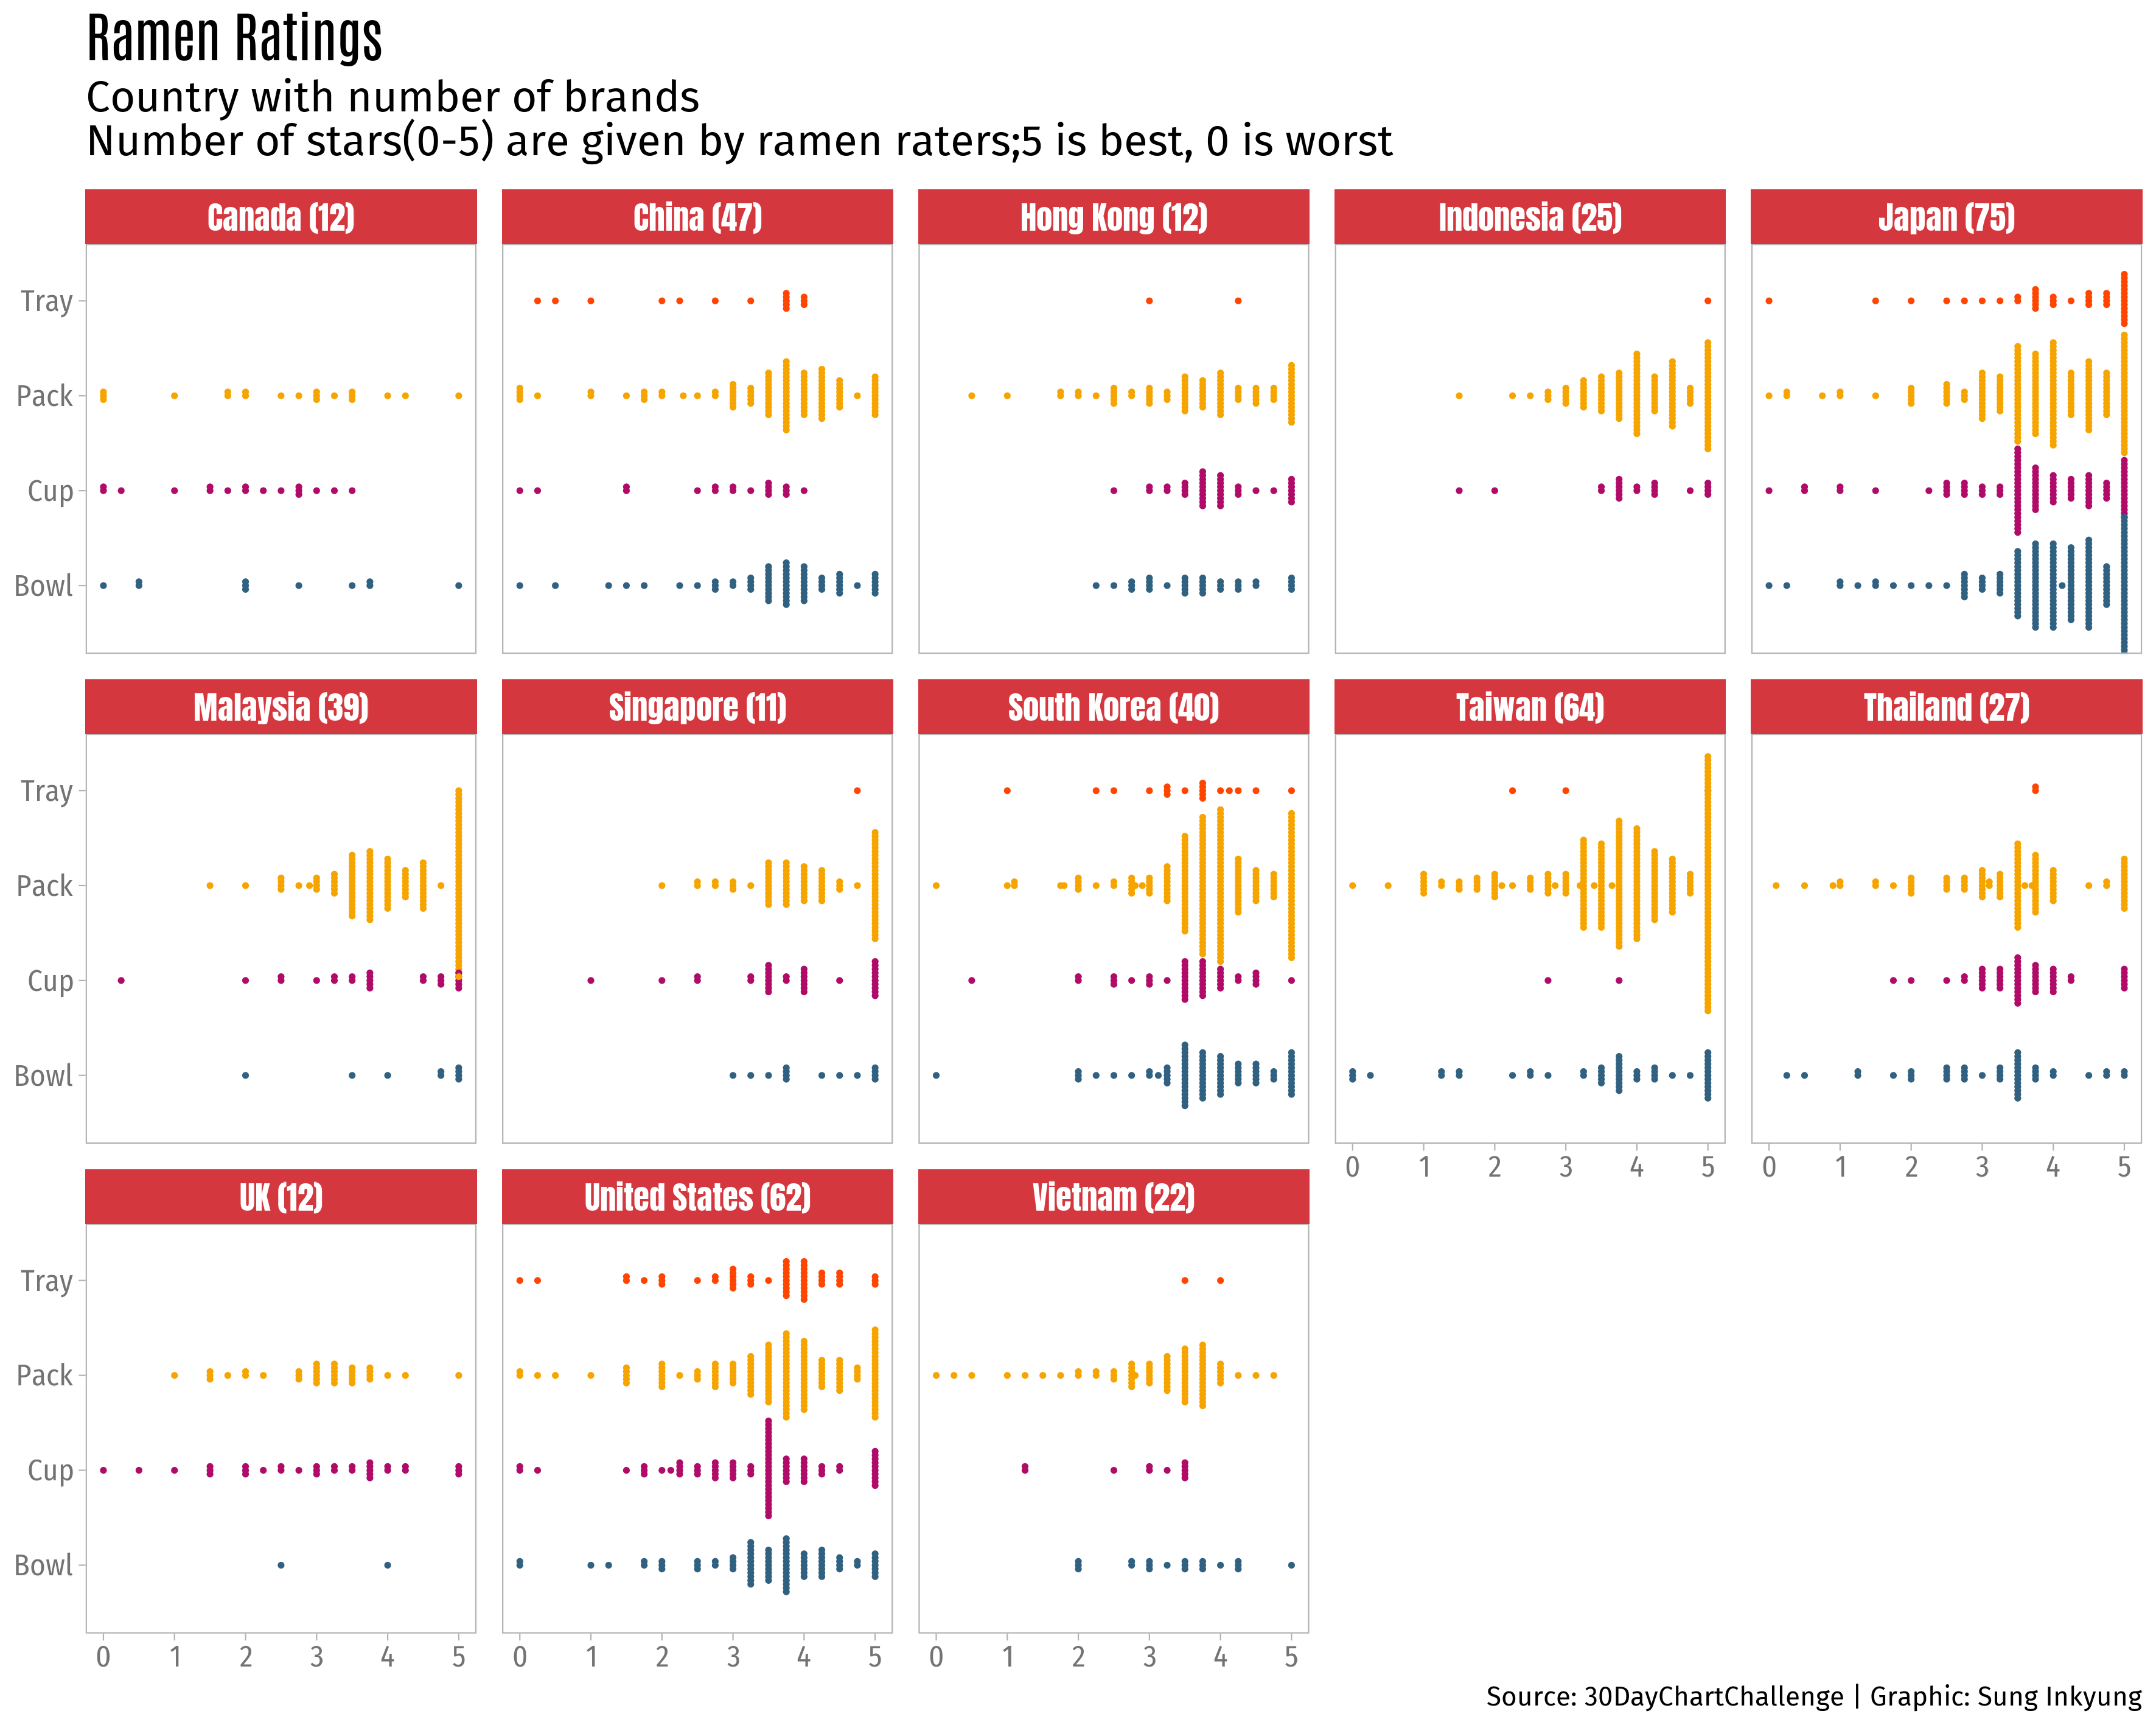 Ramen Ratings
Country with number of brands
Number of stars(0-5) are given by ramen raters;5 is best, 0 is worst
Canada (12)
China (47)
Hong Kong (12)
Indonesia (25)
Japan (75)
Tray
Pack
Cup
Bowl
Malaysia (39)
Singapore (11)
South Korea (40)
Taiwan (64)
Thailand (27)
Tray
Pack
Cup
Bowl
0 1 2 3 4 5
0 1 2 3 4 5
UK (12)
United States (62)
Vietnam (22)
Tray
Pack
Cup
Bowl
0 1 2 3 4 5
0 1 2 3 4 5
0 1 2 3 4 5
Source: 30DayChartChallenge | Graphic: Sung Inkyung